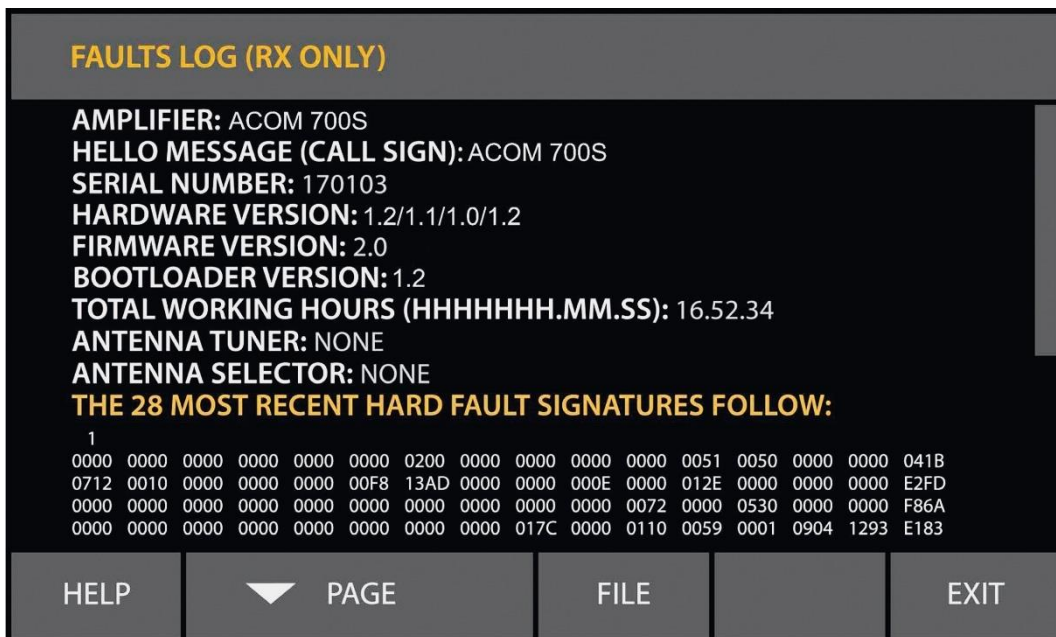 FAULTS LOG (RX ONLY)
AMPLIFIER: ACOM 700S
HELLO MESSAGE (CALL SIGN): ACOM 700S
SERIAL NUMBER: 170103
HARDWARE VERSION: 1.2/1.1/1.0/1.2
FIRMWARE VERSION: 2.0
BOOTLOADER VERSION: 1.2
TOTAL WORKING HOURS (HHHHHHH.MM.SS): 16.52.34
ANTENNA TUNER: NONE
ANTENNA SELECTOR: NONE
THE 28 MOST RECENT HARD FAULT SIGNATURES FOLLOW:
1
0000 0000 0000 0000 0000 0000 0200 0000 0000 0000 0000 0051 0050 0000 0000 041B
0712 0010 0000 0000 0000 00F8 13AD 0000 0000 000E 0000 012E 0000 0000 0000 E2FD
0000 0000 0000 0000 0000 0000 0000 0000 0000 0000 0072 0000 0530 0000 0000 F86A
0000 0000 0000 0000 0000 0000 0000 0000 017C 0000 0110 0059 0001 0904 1293 E183
HELP PAGE FILE EXIT